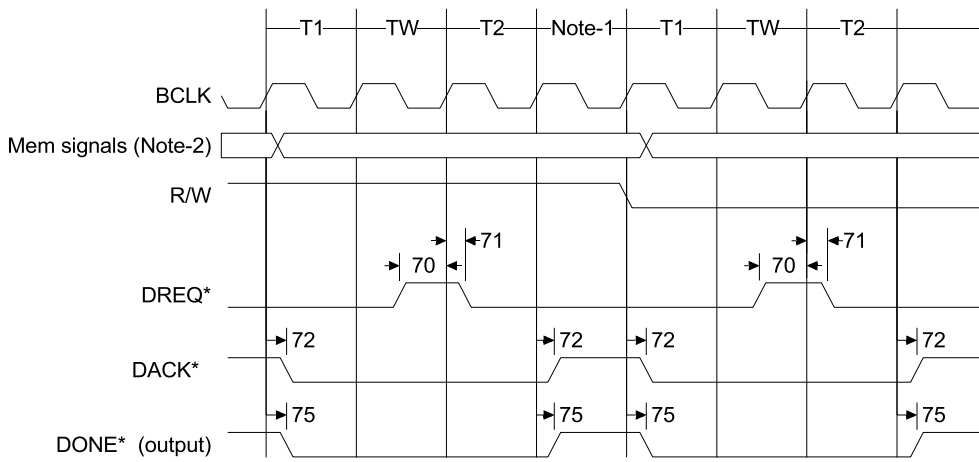 T1 TW T2 Note-1 T1 TW T2
BCLK
Mem signals (Note-2)
R/W
71 71
70 70
DREQ*
72 72 72 72
DACK*
75 75 75 75
DONE* (output)